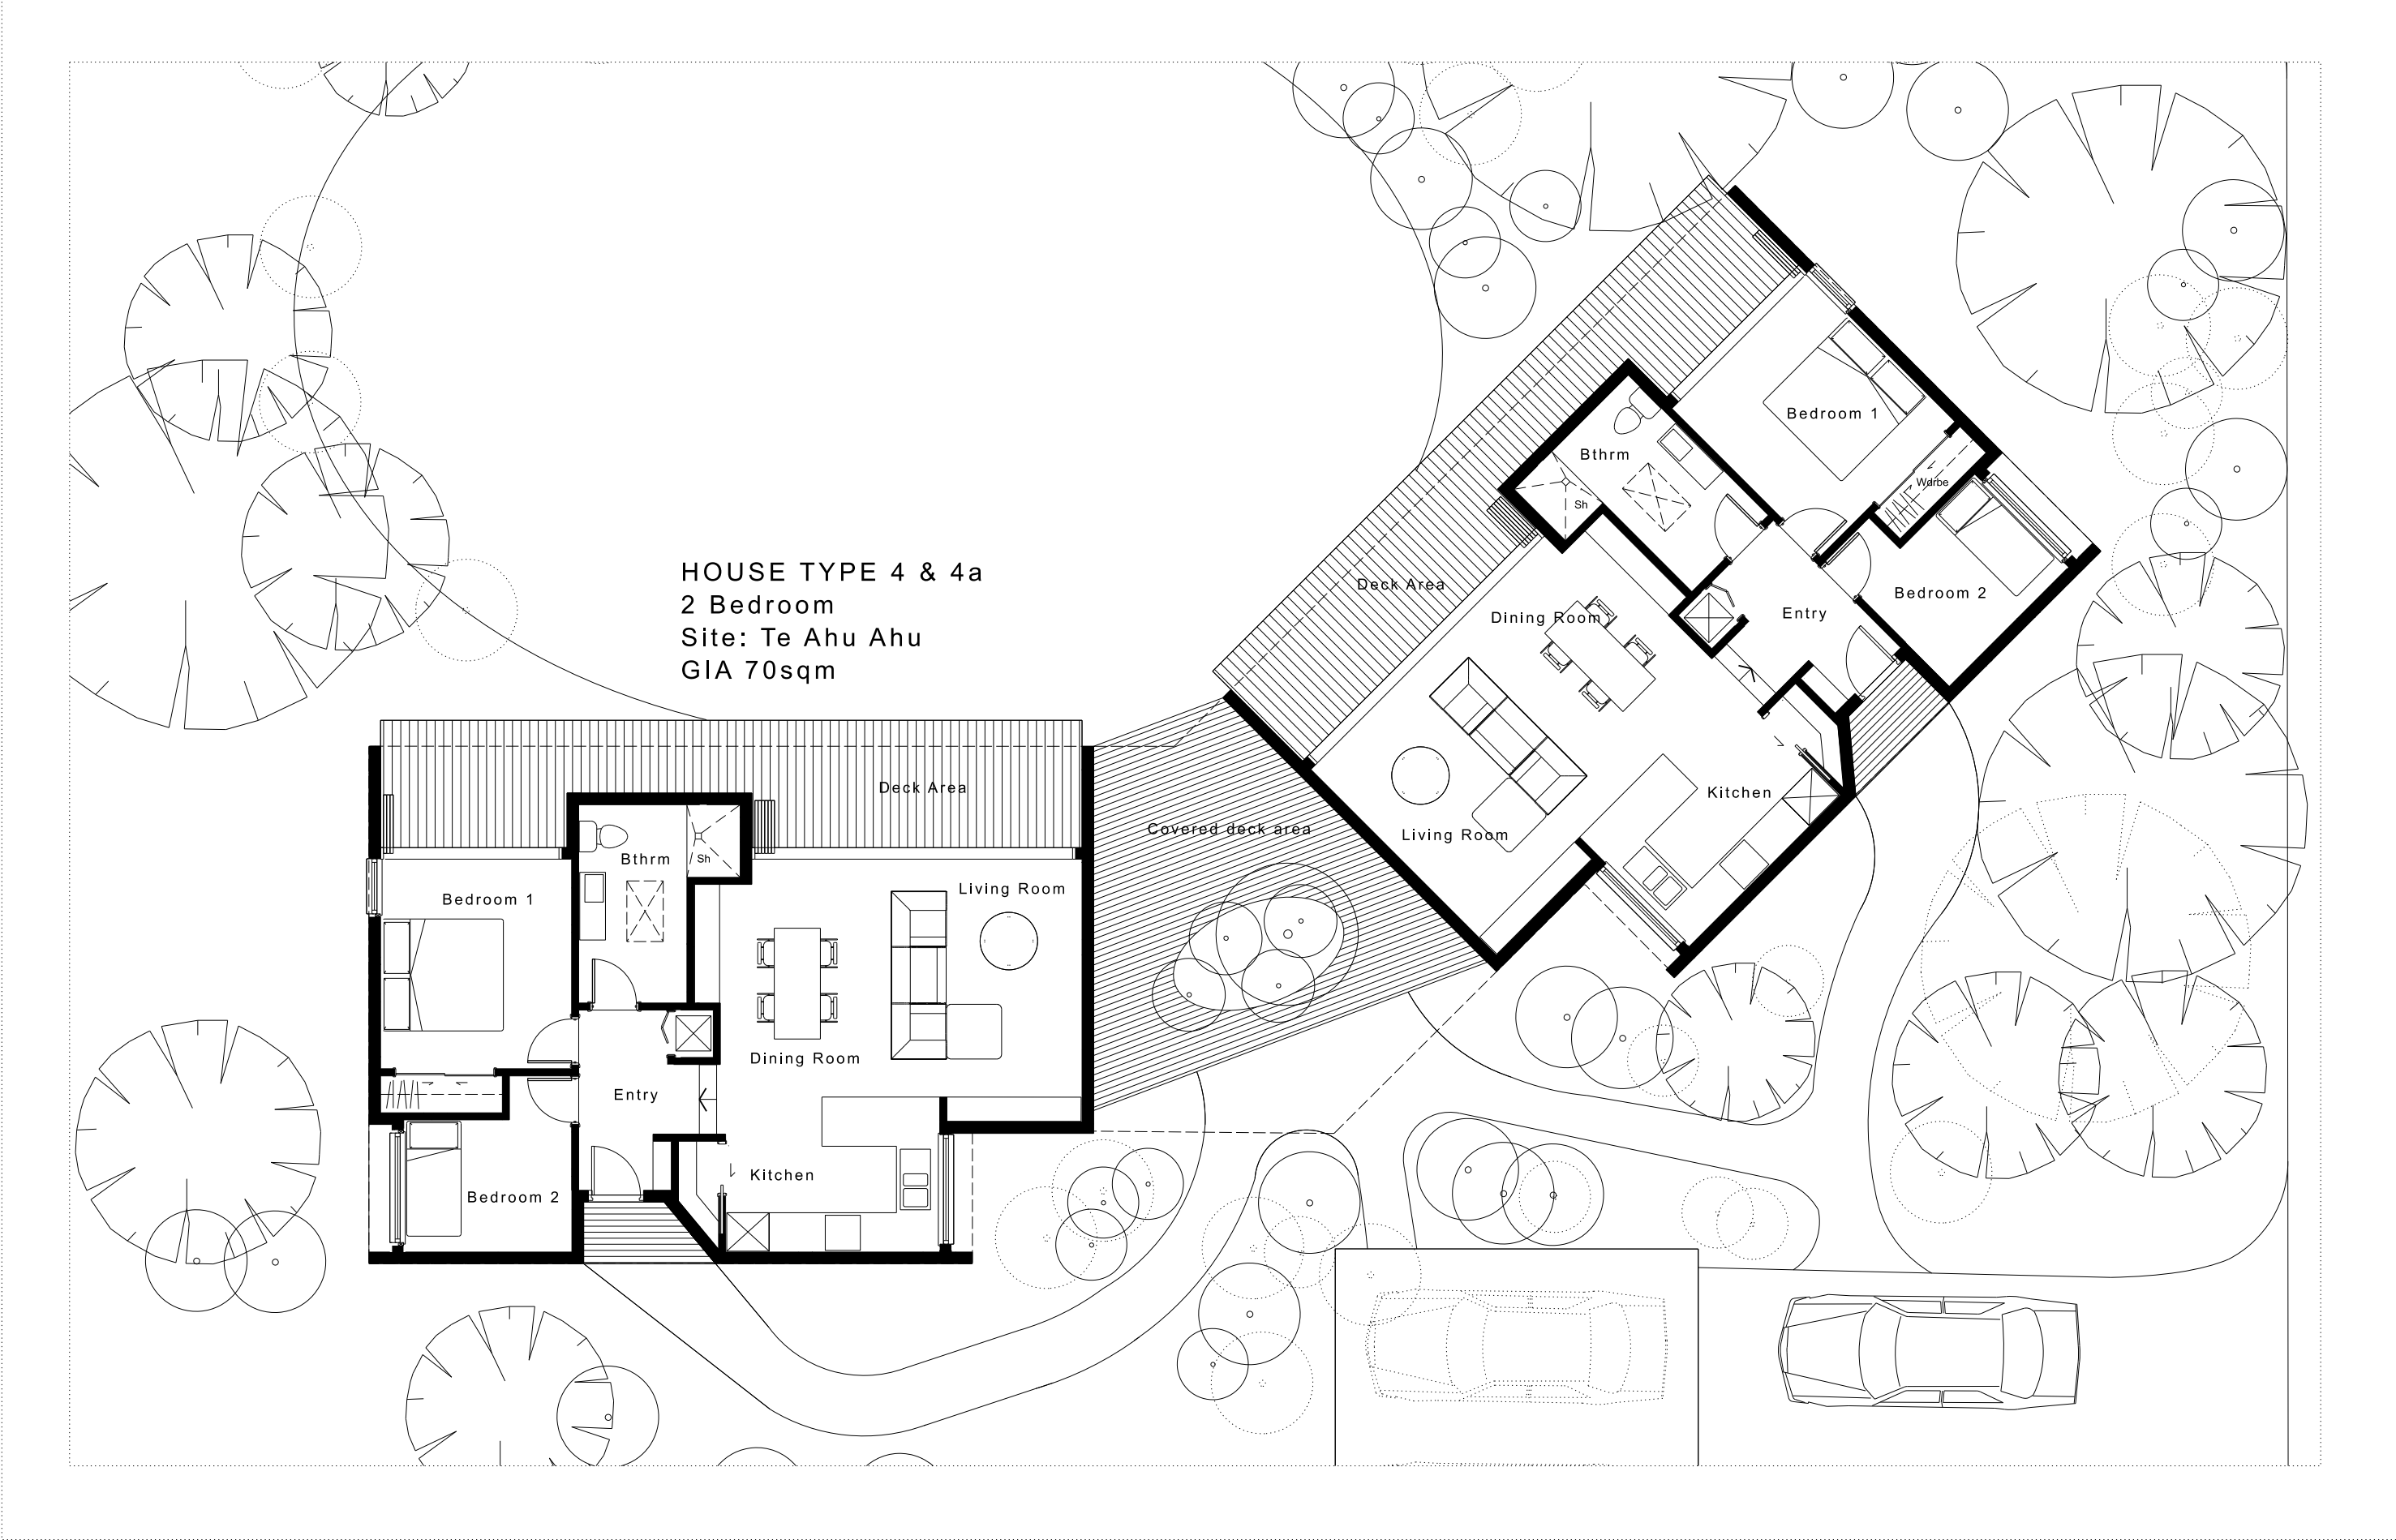 HOUSE TYPE 4 & 4a
2 Bedroom
Site: Te Ahu Ahu
GIA 70sqm
Deck Area
Bthrm
Sh
Bedroom 1
Living Room
Dining Room
Entry
Kitchen
Bedroom 2
Covered deck area
Bedroom 1
Bthrm
Sh
Wdrbe
Deck Area
Dining Room
Entry
Bedroom 2
Kitchen
Living Room